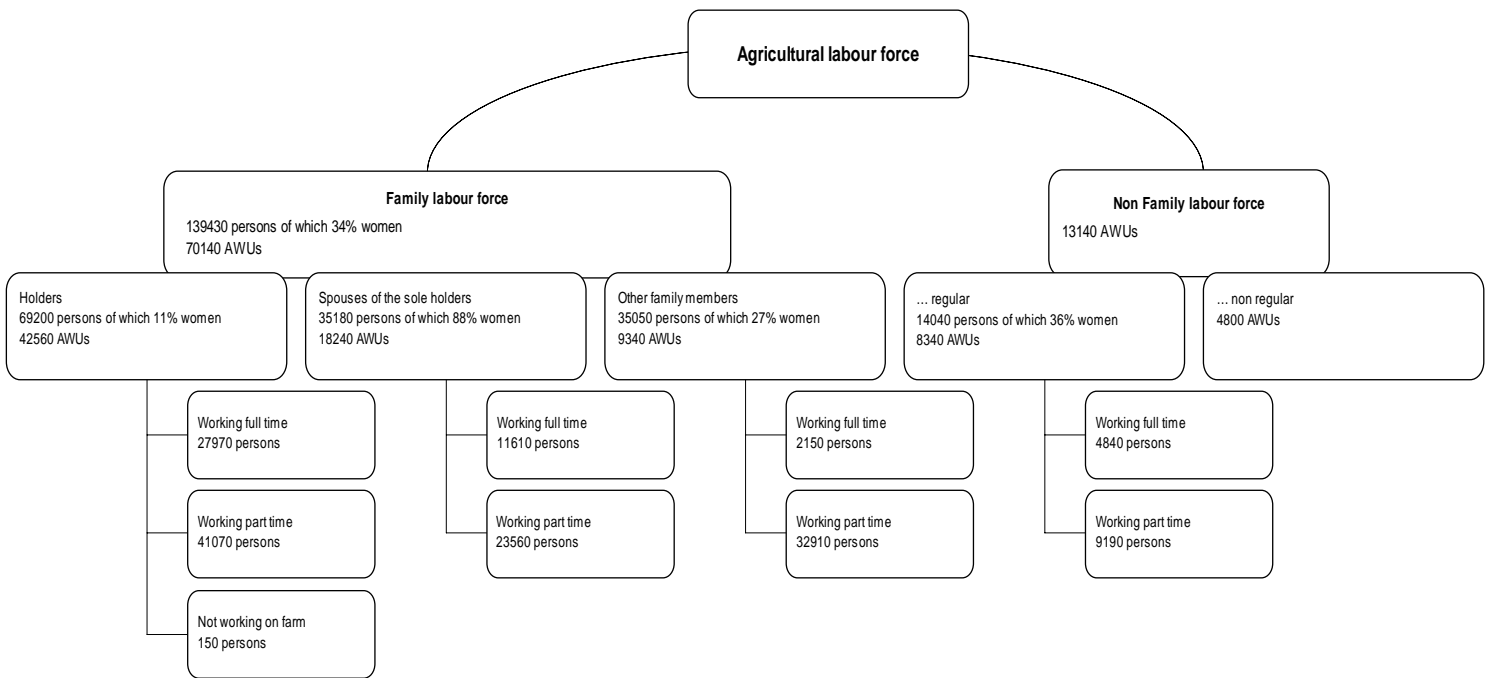 Agricultural labour force
Family labour force
139430 persons of which 34% women
70140 AWUs
Non Family labour force
13140 AWUs
Holders
69200 persons of which 11% women
42560 AWUs
Spouses of the sole holders
35180 persons of which 88% women
18240 AWUs
Other family members
35050 persons of which 27% women
9340 AWUs
... regular
14040 persons of which 36% women
8340 AWUs
... non regular
4800 AWUs
Working full time
27970 persons
Working full time
11610 persons
Working full time
2150 persons
Working full time
4840 persons
Working part time
41070 persons
Working part time
23560 persons
Working part time
32910 persons
Working part time
9190 persons
Not working on farm
150 persons